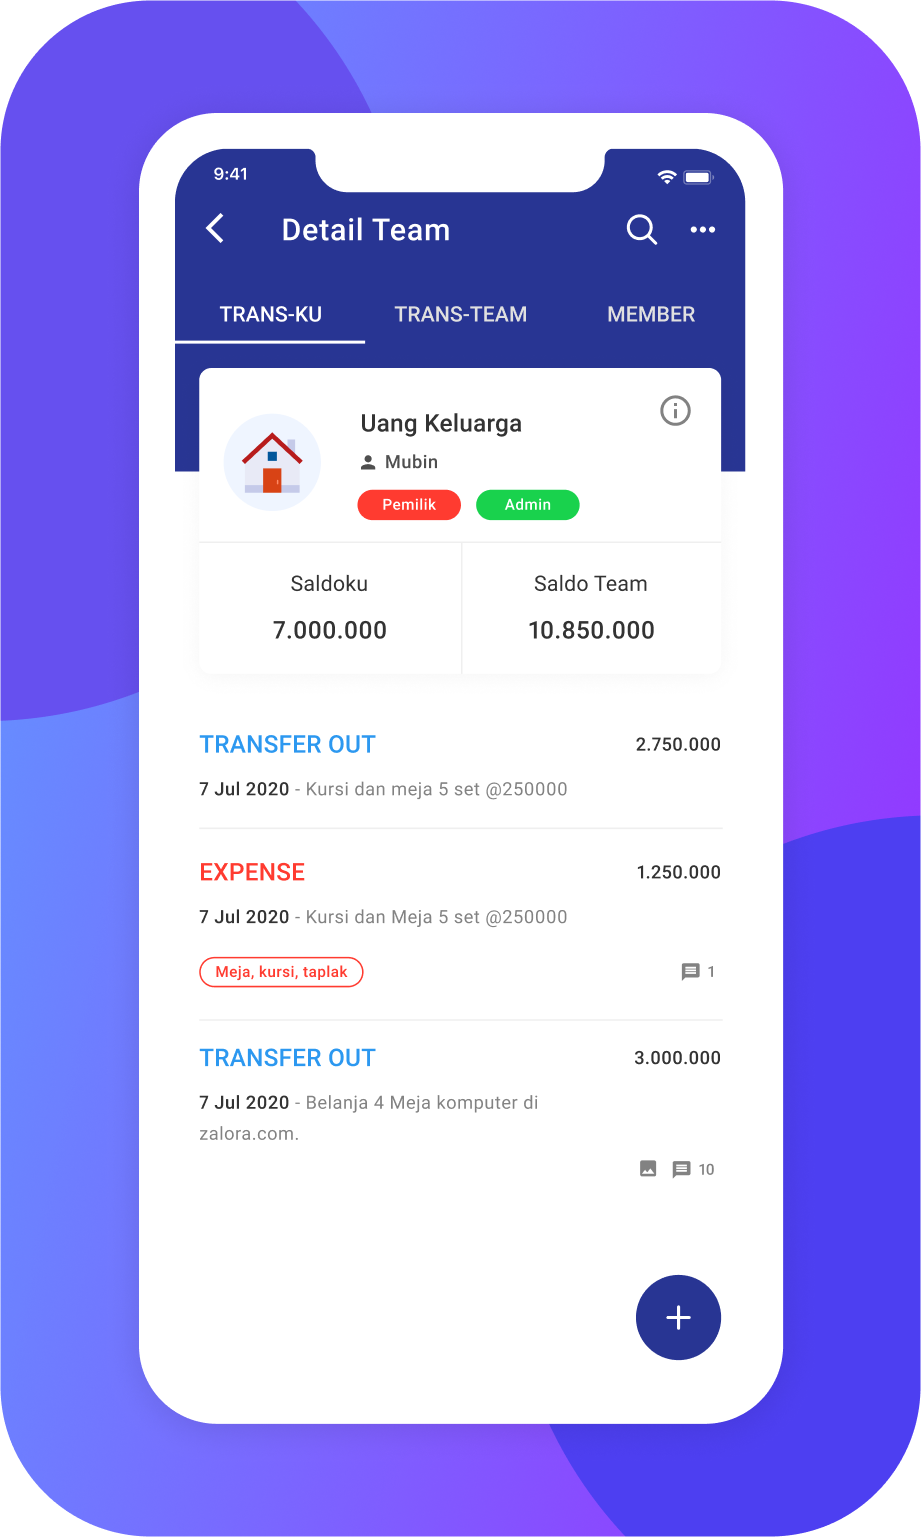 9:41
Detail Team
TRANS-KU TRANS-TEAM MEMBER
Uang Keluarga
Mubin
Pemilik Admin
Saldoku Saldo Team
7.000.000 10.850.000
TRANSFER OUT 2.750.000
7 Jul 2020 - Kursi dan meja 5 set @250000
EXPENSE 1.250.000
7 Jul 2020 - Kursi dan Meja 5 set @250000
Meja, kursi, taplak 1
TRANSFER OUT 3.000.000
7 Jul 2020 - Belanja 4 Meja komputer di
zalora.com.
10